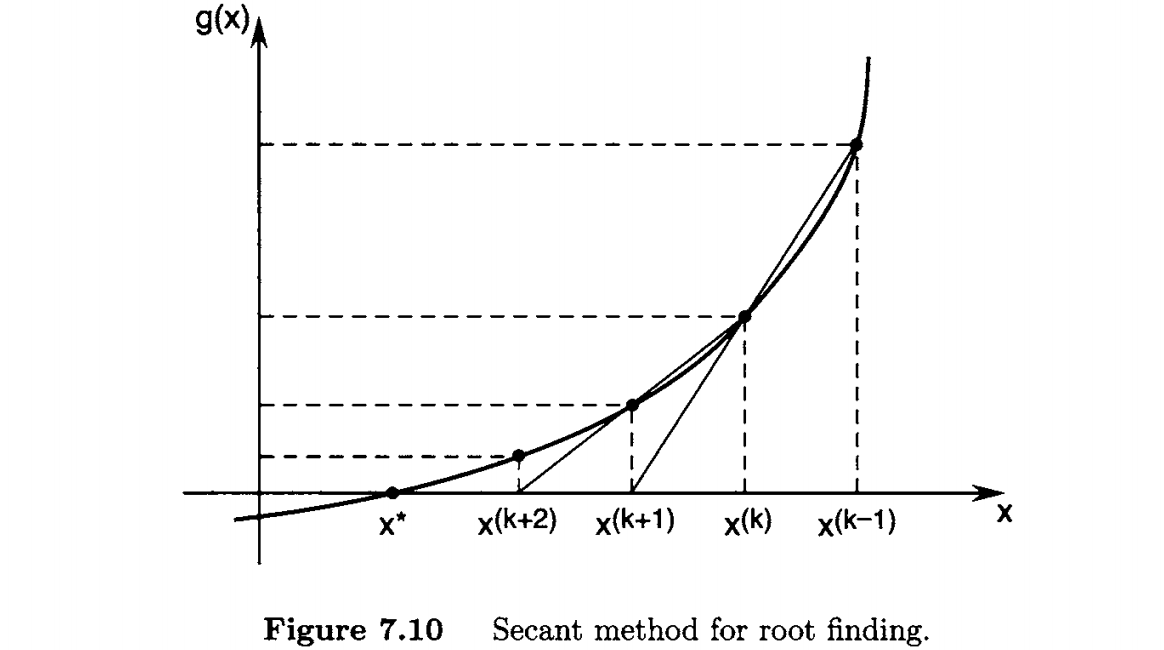 g(x)
x* x(k+2) x(k+1) x(k) x(k-1) x
Figure 7.10 Secant method for root finding.